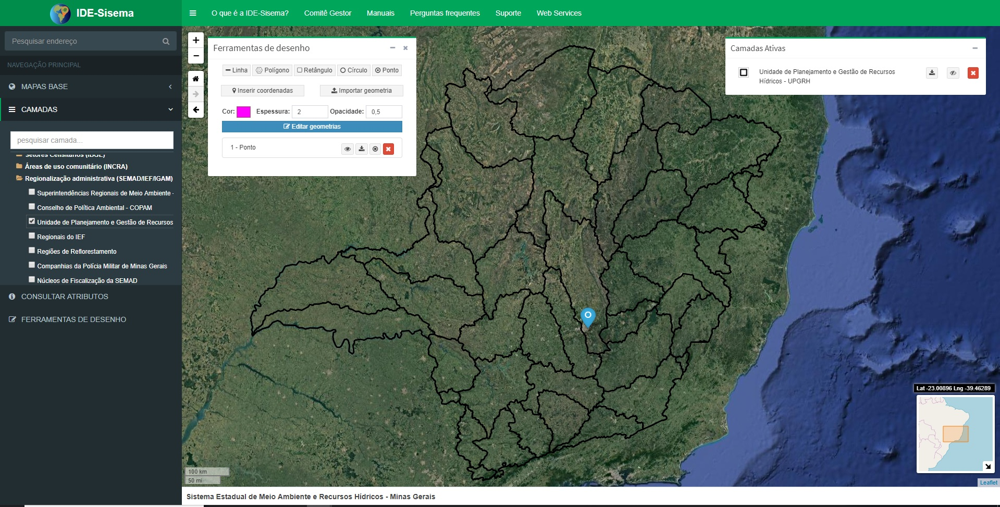 IDE-Sisema
O que é a IDE-Sisema?
Comitê Gestor
Manuais
Perguntas frequentes
Suporte
Web Services
Pesquisar endereço
NAVEGAÇÃO PRINCIPAL
MAPAS BASE
CAMADAS
pesquisar camada...
Setores Censitários (IBGE)
Áreas de uso comunitário (INCRA)
Regionalização administrativa (SEMAD/IEF/IGAM)
Superintendências Regionais de Meio Ambiente -
Conselho de Política Ambiental - COPAM
Unidade de Planejamento e Gestão de Recursos
Regionais do IEF
Regiões de Reflorestamento
Companhias da Polícia Militar de Minas Gerais
Núcleos de Fiscalização da SEMAD
CONSULTAR ATRIBUTOS
FERRAMENTAS DE DESENHO
Ferramentas de desenho
Linha
Polígono
Retângulo
Círculo
Ponto
Inserir coordenadas
Importar geometria
Cor:
Espessura: 2
Opacidade: 0,5
Editar geometrias
1 - Ponto
Camadas Ativas
Unidade de Planejamento e Gestão de Recursos
Hídricos - UPGRH
Lat -23.00896 Lng -39.46289
100 km
50 mi
Leaflet
Sistema Estadual de Meio Ambiente e Recursos Hídricos - Minas Gerais